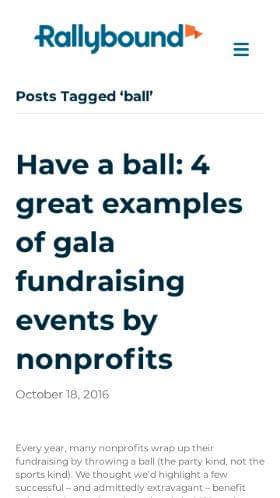 Rallybound
Posts Tagged ‘ball’
Have a ball: 4
great examples
of gala
fundraising
events by
nonprofits
October 18, 2016
Every year, many nonprofits wrap up their
fundraising by throwing a ball (the party kind, not the
sports kind). We thought we’d highlight a few
successful – and admittedly extravagant – benefit